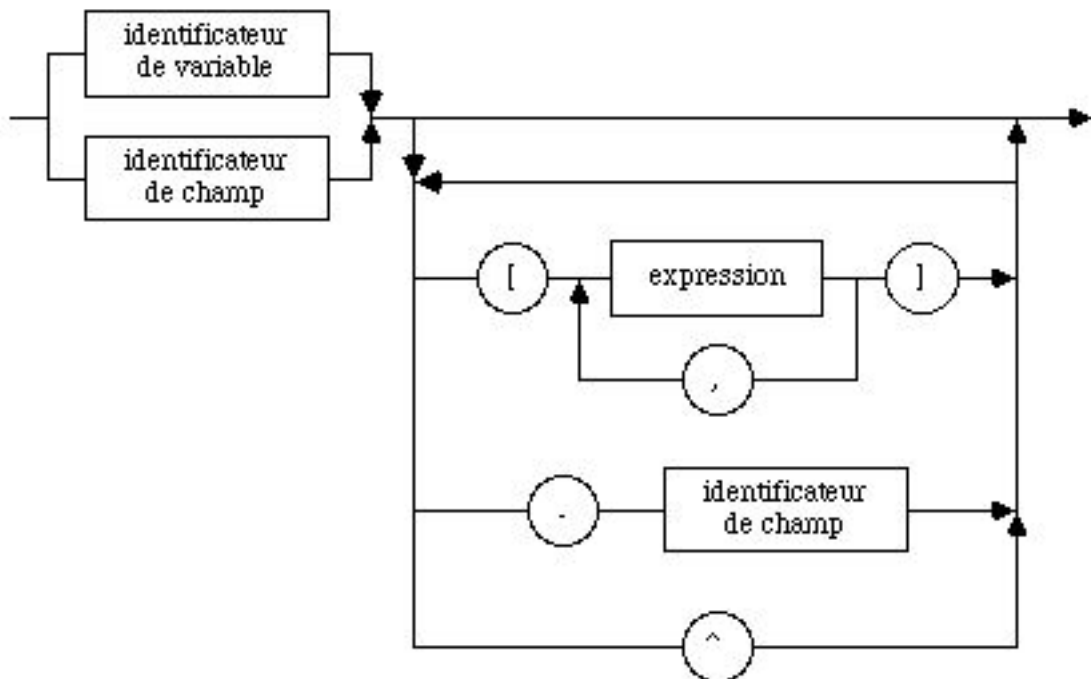 identificateur
de variable
identificateur
de champ
[
expression
]
,
.
identificateur
de champ
^